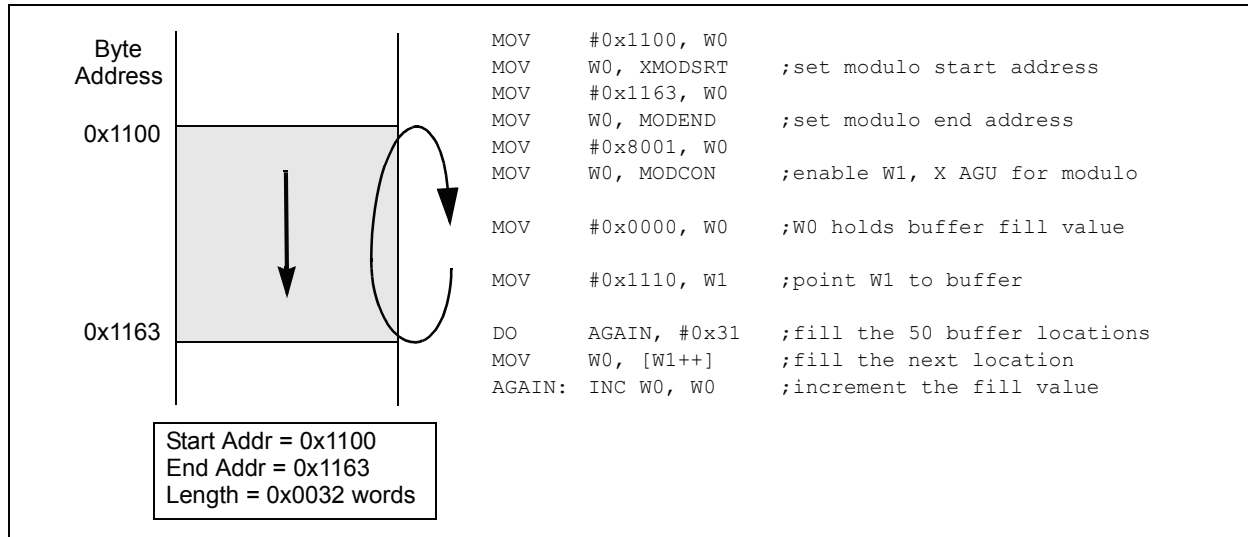 Byte
Address
0x1100
0x1163
Start Addr = 0x1100
End Addr = 0x1163
Length = 0x0032 words
MOV #0x1100, W0
MOV W0, XMODSRT ;set modulo start address
MOV #0x1163, W0
MOV W0, MODEND ;set modulo end address
MOV #0x8001, W0
MOV W0, MODCON ;enable W1, X AGU for modulo
MOV #0x0000, W0 ;W0 holds buffer fill value
MOV #0x1110, W1 ;point W1 to buffer
DO AGAIN, #0x31 ;fill the 50 buffer locations
MOV W0, [W1++] ;fill the next location
AGAIN: INC W0, W0 ;increment the fill value